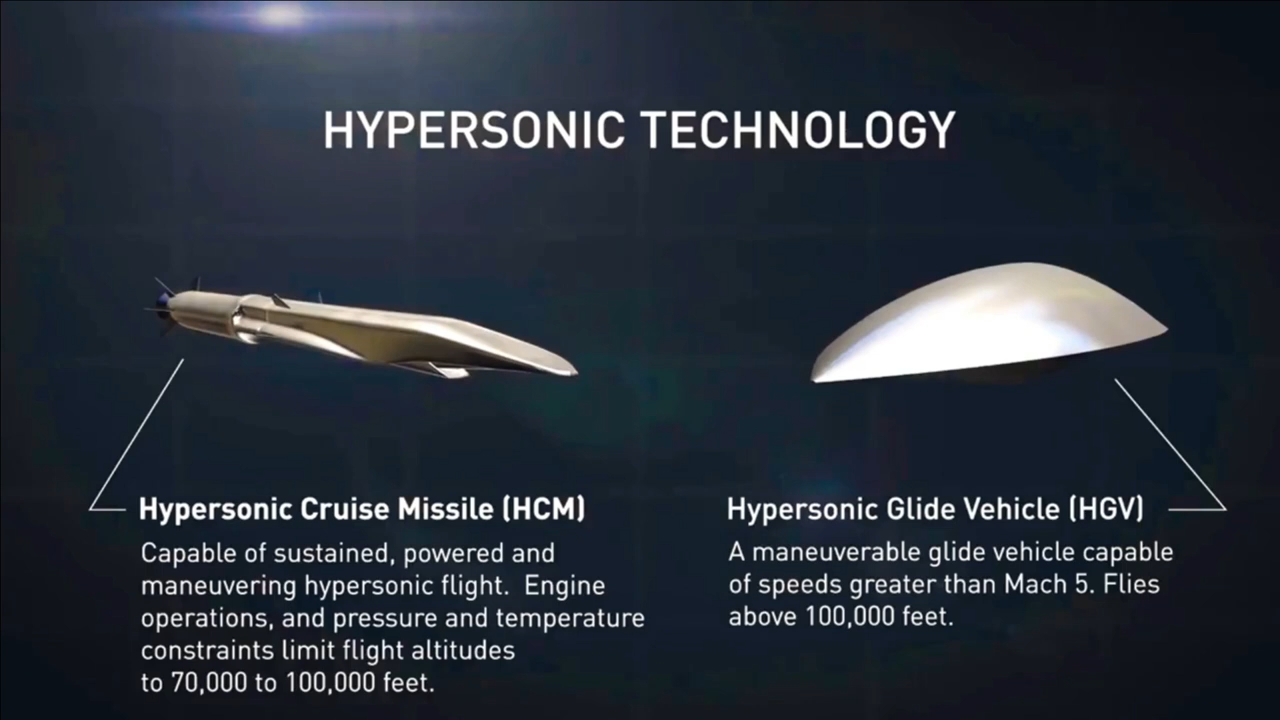 HYPERSONIC TECHNOLOGY
Hypersonic Cruise Missile (HCM)
Capable of sustained, powered and
maneuvering hypersonic flight.  Engine
operations, and pressure and temperature
constraints limit flight altitudes
to 70,000 to 100,000 feet.
Hypersonic Glide Vehicle (HGV)
A maneuverable glide vehicle capable
of speeds greater than Mach 5. Flies
above 100,000 feet.